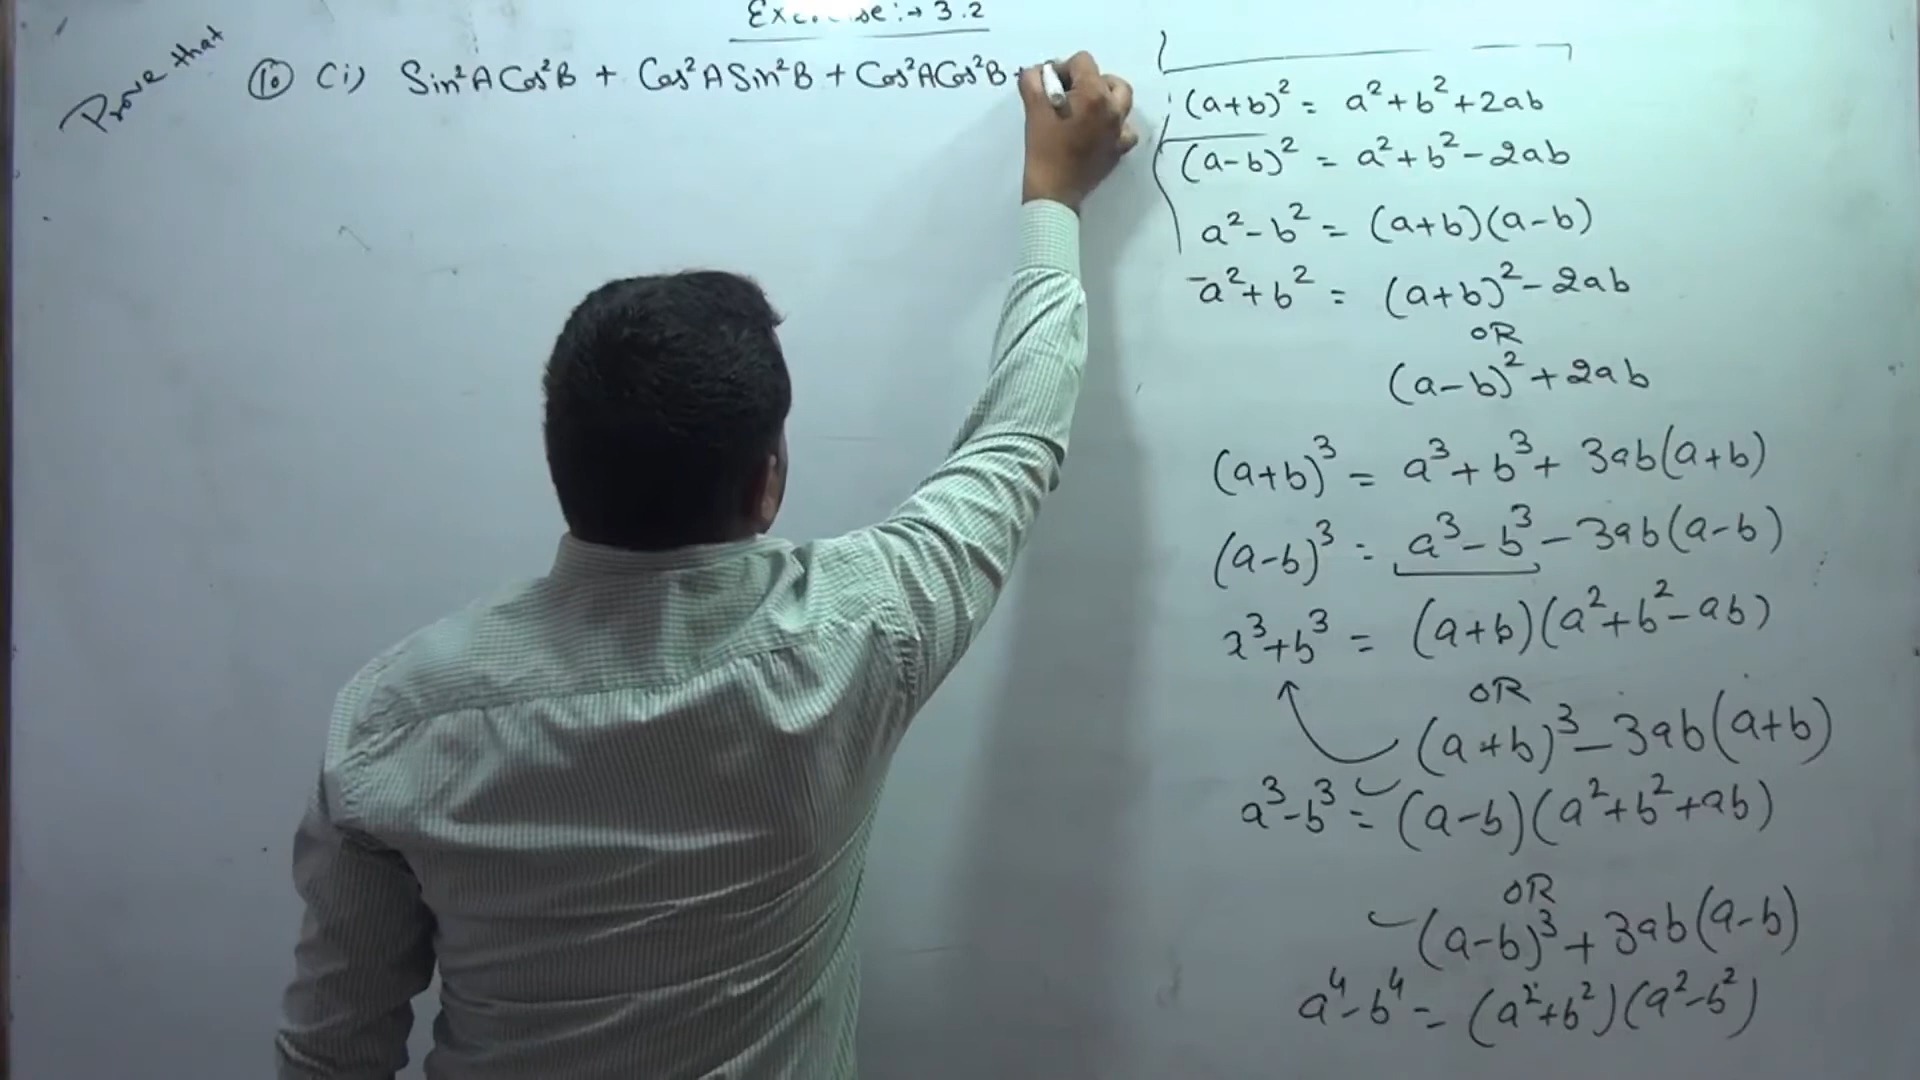 Exercise :→ 3.2
Prove that
⑩ (i) Sin²A Cos²B + Cos²A Sin²B + Cos²A Cos²B +
(a+b)² = a²+b²+2ab
(a-b)² = a²+b²-2ab
a²-b² = (a+b)(a-b)
a²+b² = (a+b)²-2ab
OR
(a-b)²+2ab
(a+b)³ = a³+b³+ 3ab(a+b)
(a-b)³ = a³-b³-3ab(a-b)
a³+b³ = (a+b)(a²+b²-ab)
OR
(a+b)³-3ab(a+b)
a³-b³ = (a-b)(a²+b²+ab)
OR
(a-b)³+3ab(a-b)
a⁴-b⁴ = (a²+b²)(a²-b²)